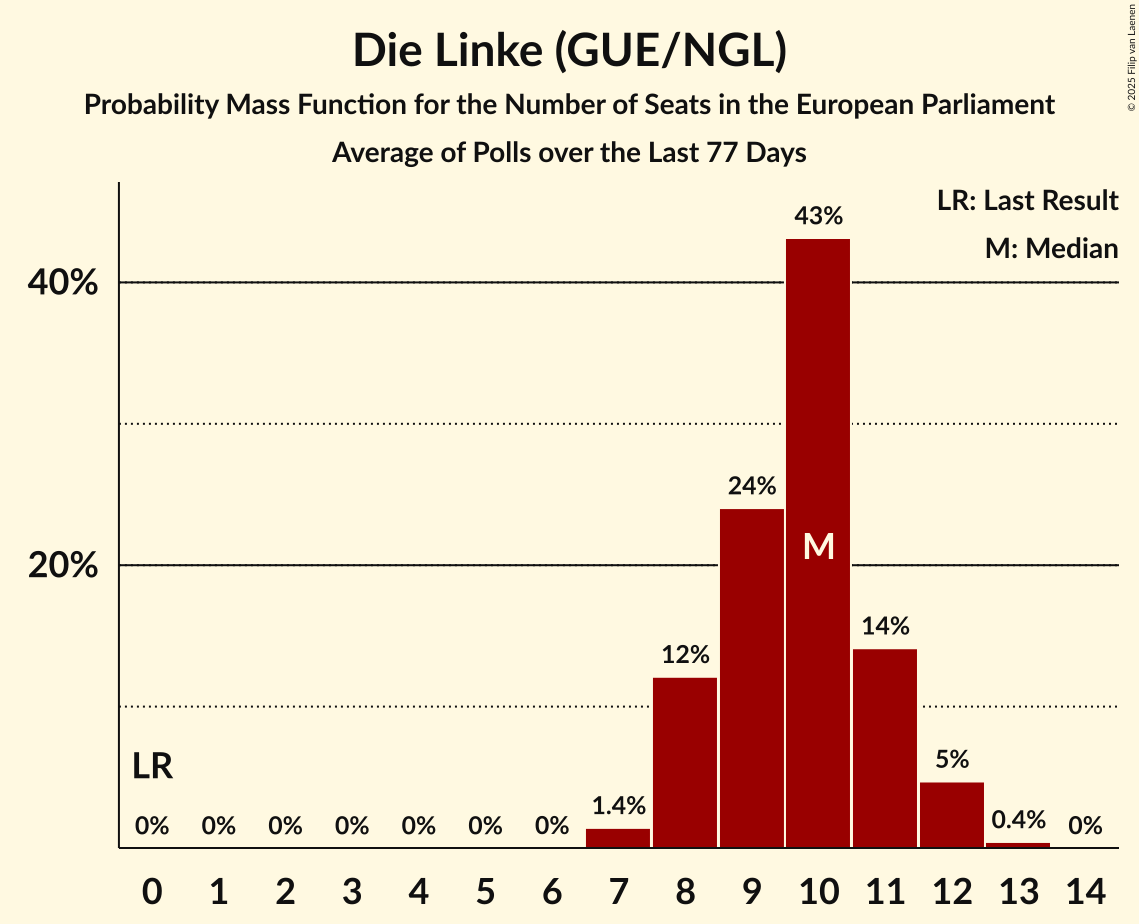 Die Linke (GUE/NGL)
Probability Mass Function for the Number of Seats in the European Parliament
Average of Polls over the Last 77 Days
© 2025 Filip van Laenen
LR: Last Result
M: Median
43%
40%
24%
M
20%
14%
12%
LR
5%
1.4%
0.4%
0% 0% 0% 0% 0% 0% 0% 0%
0 1 2 3 4 5 6 7 8 9 10 11 12 13 14